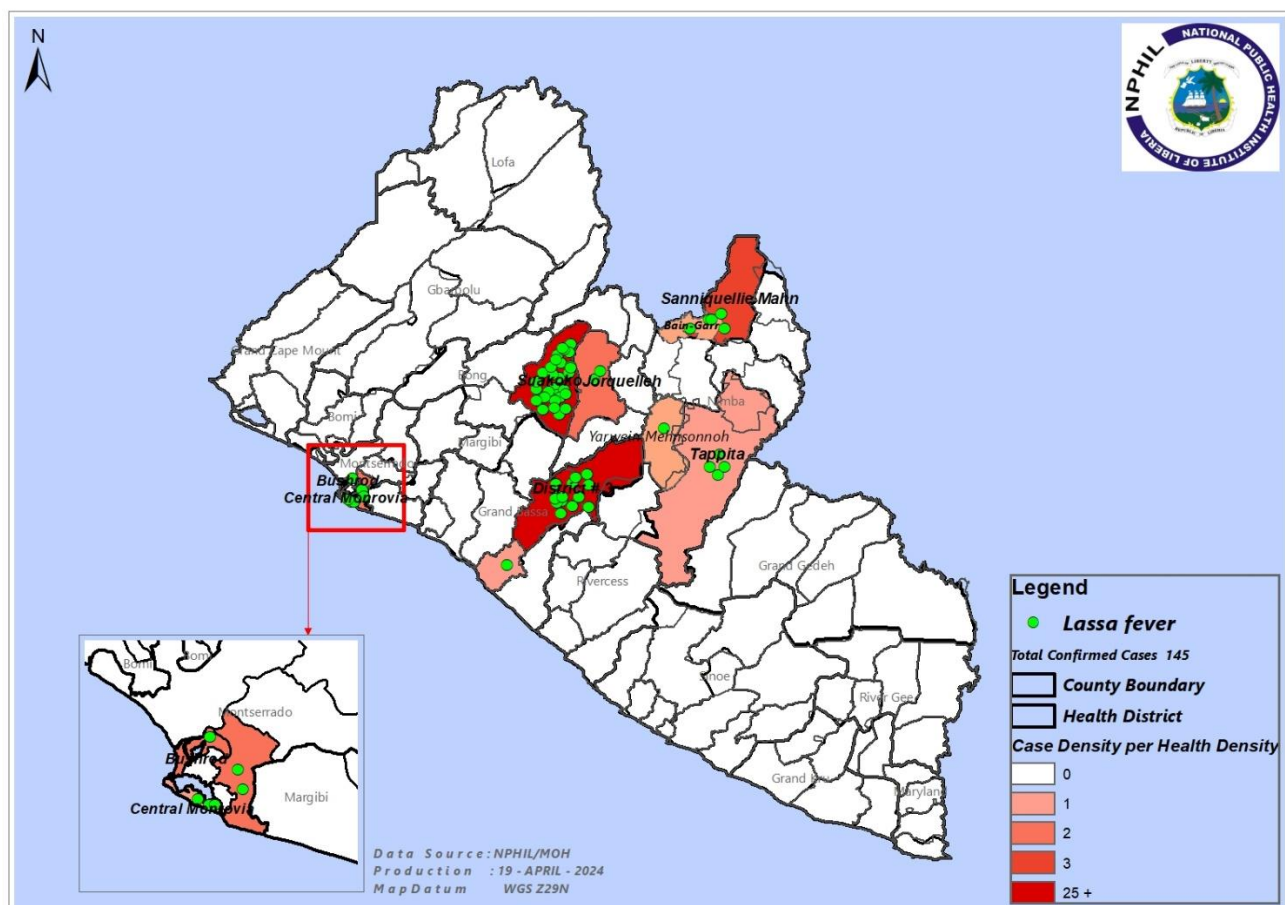 N
NPHIL
NATIONAL PUBLIC HEALTH INSTITUTE OF LIBERIA
Lofa
Gbarpolu
Sanniquellie Mahn
Bain-Garr
Grand Cape Mount
Bong
Suakoko
Jorquelleh
Nimba
Bomi
Margibi
Yarwein Mehnsonnoh
Tappita
Montserrado
Bushrod
Central Monrovia
District # 3
Grand Bassa
Rivercess
Grand Gedeh
Sinoe
River Gee
Grand Kru
Maryland
Bomi
Bomi
Montserrado
Bushrod
Central Monrovia
Margibi
Data Source: NPHIL/MOH
Production : 19 - APRIL - 2024
MapDatum WGS Z29N
Legend
Lassa fever
Total Confirmed Cases 145
County Boundary
Health District
Case Density per Health Density
0
1
2
3
25 +